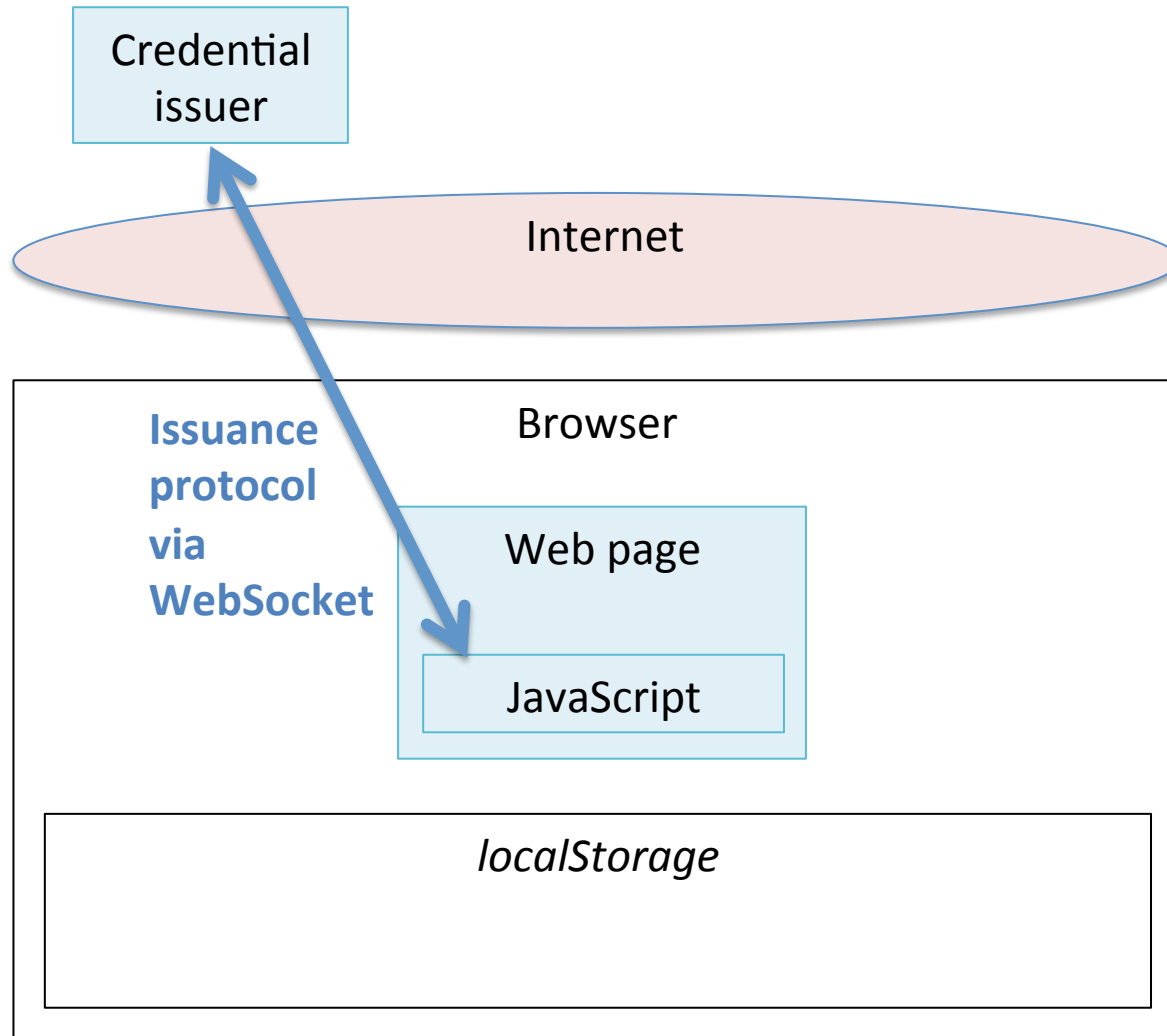 Credential
issuer
Internet
Browser
Issuance
protocol
via
WebSocket
Web page
JavaScript
localStorage